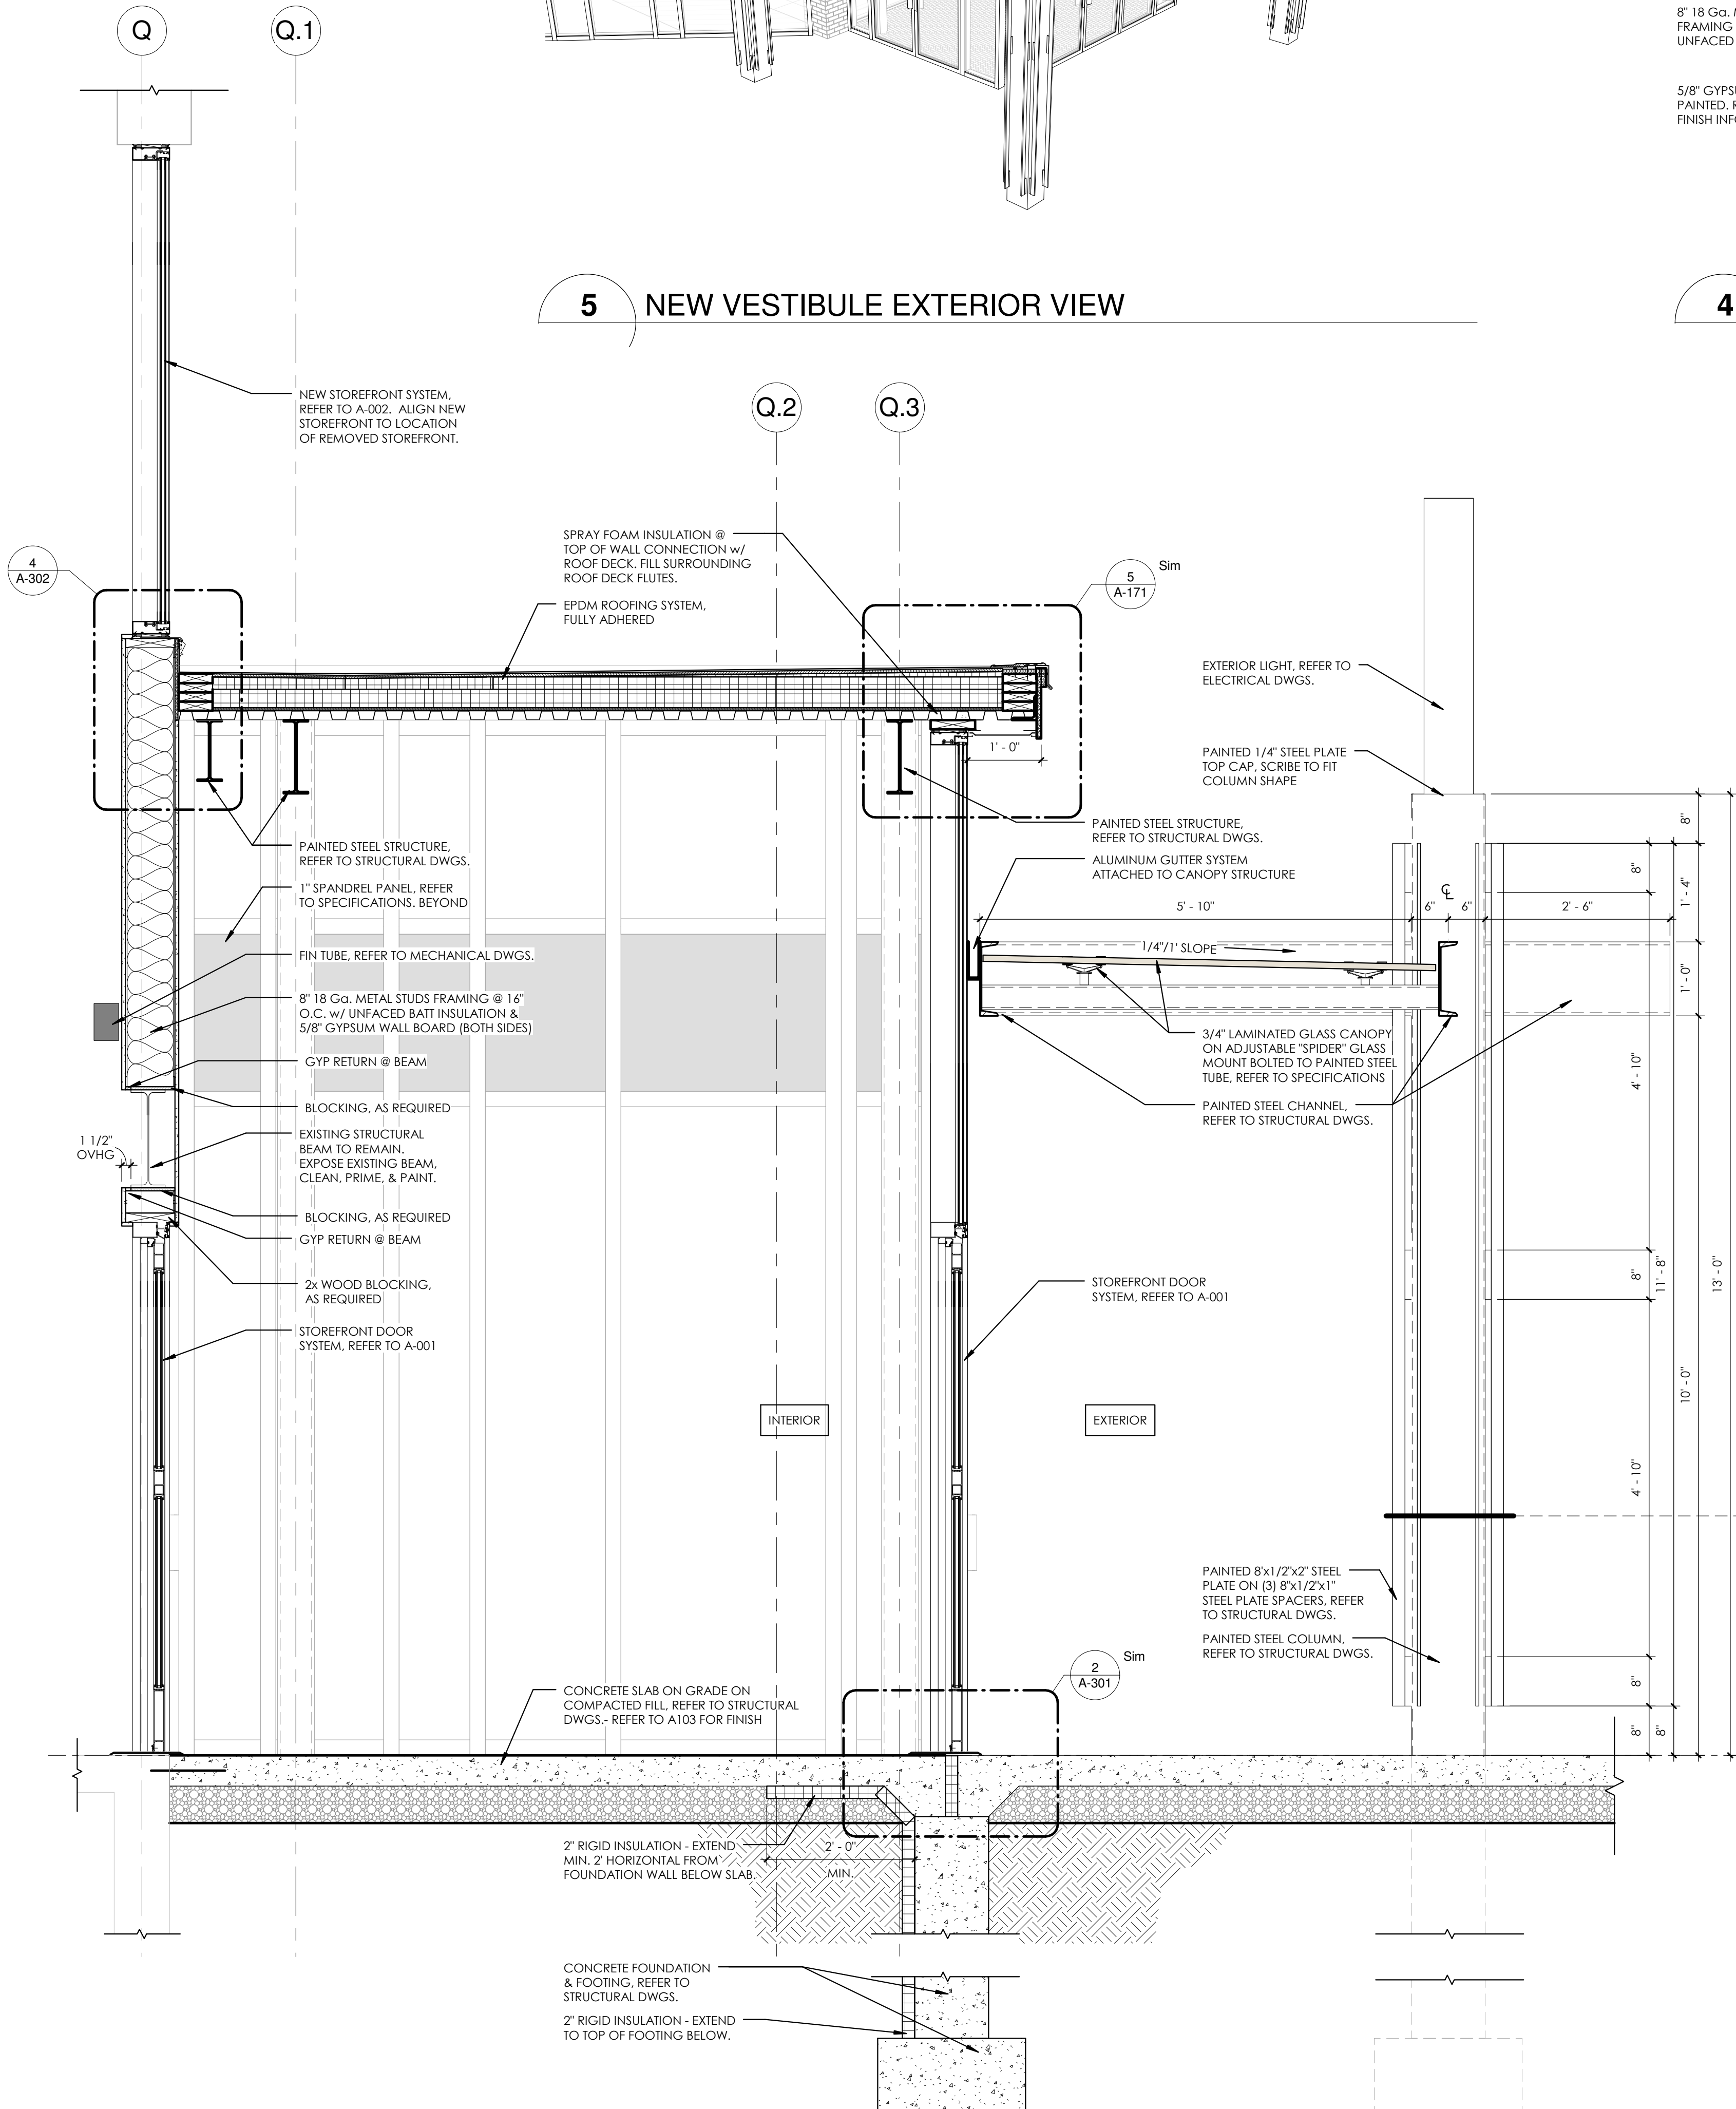 Q
Q.1
8" 18 Ga.
FRAMING
UNFACED
PAINTED.
5
NEW VESTIBULE EXTERIOR VIEW
4
NEW STOREFRONT SYSTEM,
REFER TO A-002. ALIGN NEW
STOREFRONT TO LOCATION
OF REMOVED STOREFRONT.
Q.2
Q.3
4
A-302
SPRAY FOAM INSULATION @
TOP OF WALL CONNECTION w/
ROOF DECK. FILL SURROUNDING
ROOF DECK FLUTES.
EPDM ROOFING SYSTEM,
FULLY ADHERED
5
A-171
Sim
EXTERIOR LIGHT, REFER TO
ELECTRICAL DWGS.
1' - 0"
PAINTED 1/4" STEEL PLATE
TOP CAP, SCRIBE TO FIT
COLUMN SHAPE
PAINTED STEEL STRUCTURE,
REFER TO STRUCTURAL DWGS.
ALUMINUM GUTTER SYSTEM
ATTACHED TO CANOPY STRUCTURE
PAINTED STEEL STRUCTURE,
REFER TO STRUCTURAL DWGS.
1" SPANDREL PANEL, REFER
TO SPECIFICATIONS. BEYOND
FIN TUBE, REFER TO MECHANICAL DWGS.
8" 18 Ga. METAL STUDS FRAMING @ 16"
O.C. w/ UNFACED BATT INSULATION &
5/8" GYPSUM WALL BOARD (BOTH SIDES)
GYP RETURN @ BEAM
BLOCKING, AS REQUIRED
1 1/2"
OVHG
EXISTING STRUCTURAL
BEAM TO REMAIN.
EXPOSE EXISTING BEAM,
CLEAN, PRIME, & PAINT.
BLOCKING, AS REQUIRED
GYP RETURN @ BEAM
2x WOOD BLOCKING,
AS REQUIRED
STOREFRONT DOOR
SYSTEM, REFER TO A-001
5' - 10"
6"
6"
2' - 6"
1/4"/1' SLOPE
3/4" LAMINATED GLASS CANOPY
ON ADJUSTABLE "SPIDER" GLASS
MOUNT BOLTED TO PAINTED STEEL
TUBE, REFER TO SPECIFICATIONS
PAINTED STEEL CHANNEL,
REFER TO STRUCTURAL DWGS.
STOREFRONT DOOR
SYSTEM, REFER TO A-001
INTERIOR
EXTERIOR
8"
8"
1' - 4"
1' - 0"
4' - 10"
8"
11' - 8"
13' - 0"
10' - 0"
4' - 10"
8"
8"
8"
PAINTED 8'x1/2"x2" STEEL
PLATE ON (3) 8"x1/2"x1"
STEEL PLATE SPACERS, REFER
TO STRUCTURAL DWGS.
PAINTED STEEL COLUMN,
REFER TO STRUCTURAL DWGS.
2
A-301
Sim
CONCRETE SLAB ON GRADE ON
COMPACTED FILL, REFER TO STRUCTURAL
DWGS.- REFER TO A103 FOR FINISH
2" RIGID INSULATION - EXTEND
MIN. 2' HORIZONTAL FROM
FOUNDATION WALL BELOW SLAB.
2' - 0"
MIN.
CONCRETE FOUNDATION
& FOOTING, REFER TO
STRUCTURAL DWGS.
2" RIGID INSULATION - EXTEND
TO TOP OF FOOTING BELOW.